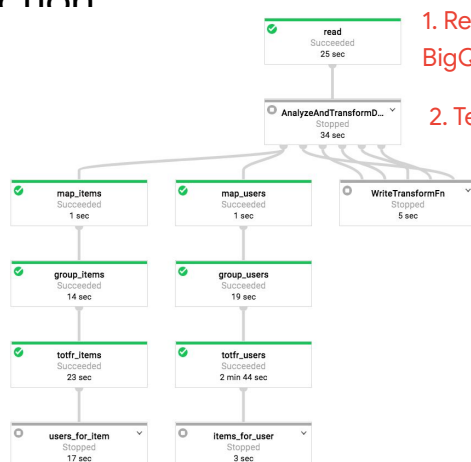 read
Succeeded
25 sec
1. Re
BigQ
AnalyzeAndTransformD...
Stopped
34 sec
2. Te
map_items
Succeeded
1 sec
map_users
Succeeded
1 sec
WriteTransformFn
Stopped
5 sec
group_items
Succeeded
14 sec
group_users
Succeeded
19 sec
totfr_items
Succeeded
23 sec
totfr_users
Succeeded
2 min 44 sec
users_for_item
Stopped
17 sec
items_for_user
Stopped
3 sec